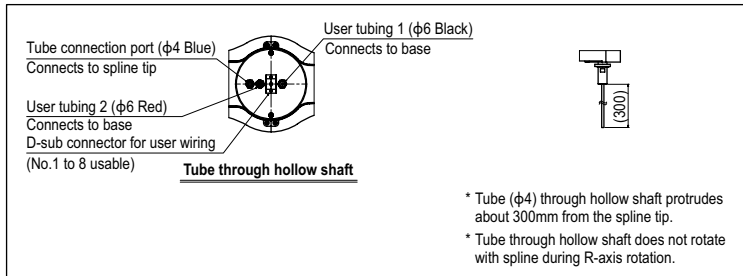 User tubing 1 (ϕ6 Black)
Connects to base
Tube connection port (ϕ4 Blue)
Connects to spline tip
User tubing 2 (ϕ6 Red)
Connects to base
D-sub connector for user wiring
(No.1 to 8 usable)
Tube through hollow shaft
(300)
* Tube (ϕ4) through hollow shaft protrudes
about 300mm from the spline tip.
* Tube through hollow shaft does not rotate
with spline during R-axis rotation.